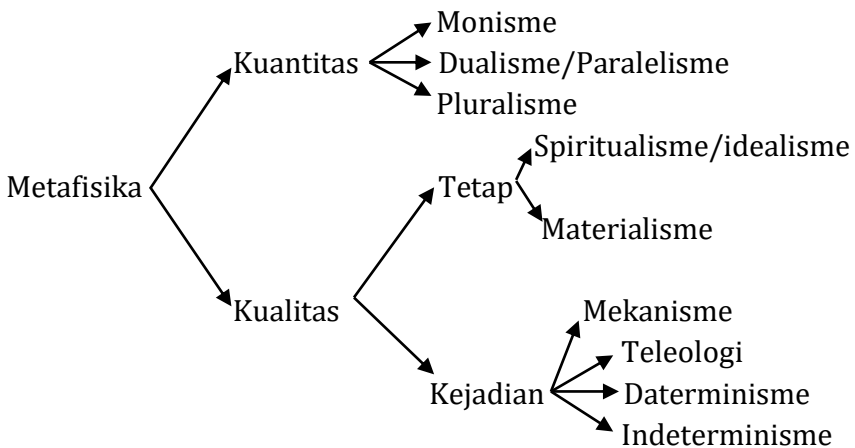 Monisme
Kuantitas
Dualisme/Paralelisme
Pluralisme
Spiritualisme/idealisme
Metafisika
Tetap
Materialisme
Kualitas
Mekanisme
Teleologi
Kejadian
Daterminisme
Indeterminisme